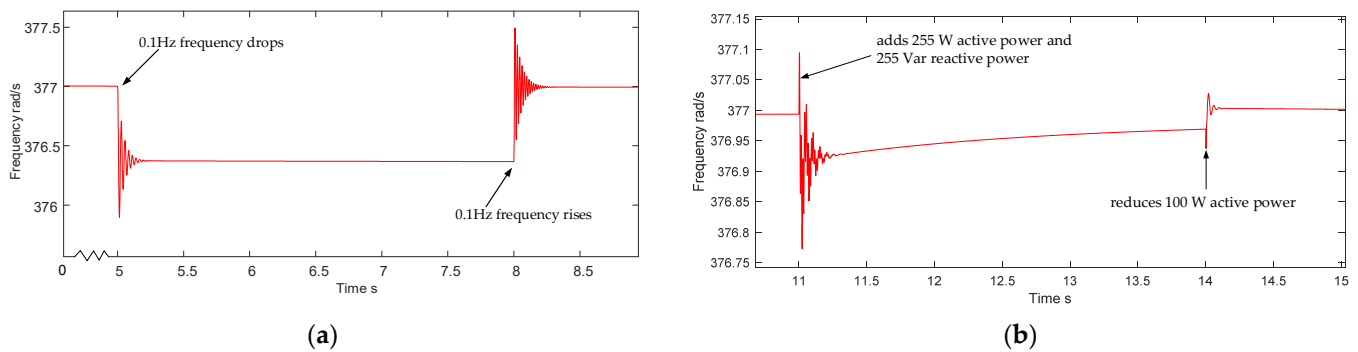 377.5
377
376.5
376
Frequency rad/s
0.1Hz frequency drops
0.1Hz frequency rises
0 5 5.5 6 6.5 7 7.5 8 8.5
Time s
(a)
377.15
377.1
377.05
377
376.95
376.9
376.85
376.8
376.75
Frequency rad/s
adds 255 W active power and
255 Var reactive power
reduces 100 W active power
11 11.5 12 12.5 13 13.5 14 14.5 15
Time s
(b)